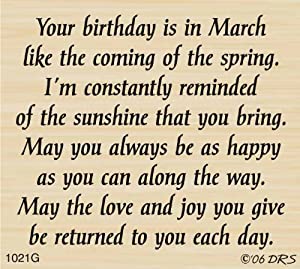 Your birthday is in March
like the coming of the spring.
I'm constantly reminded
of the sunshine that you bring.
May you always be as happy
as you can along the way.
May the love and joy you give
be returned to you each day.
1021G ©'06 DRS